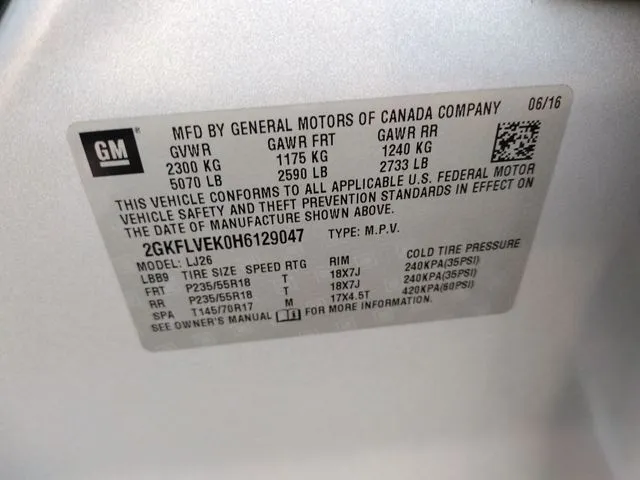 GM
®
MFD BY GENERAL MOTORS OF CANADA COMPANY 06/16
GVWR GAWR FRT GAWR RR
2300 KG 1175 KG 1240 KG
5070 LB 2590 LB 2733 LB
THIS VEHICLE CONFORMS TO ALL APPLICABLE U.S. FEDERAL MOTOR
VEHICLE SAFETY AND THEFT PREVENTION STANDARDS IN EFFECT ON
THE DATE OF MANUFACTURE SHOWN ABOVE.
2GKFLVEK0H6129047 TYPE: M.P.V.
MODEL: LJ26
LBB9 TIRE SIZE SPEED RTG RIM COLD TIRE PRESSURE
FRT P235/55R18 T 18X7J 240KPA(35PSI)
RR P235/55R18 T 18X7J 240KPA(35PSI)
SPA T145/70R17 M 17X4.5T 420KPA(60PSI)
SEE OWNER'S MANUAL FOR MORE INFORMATION.